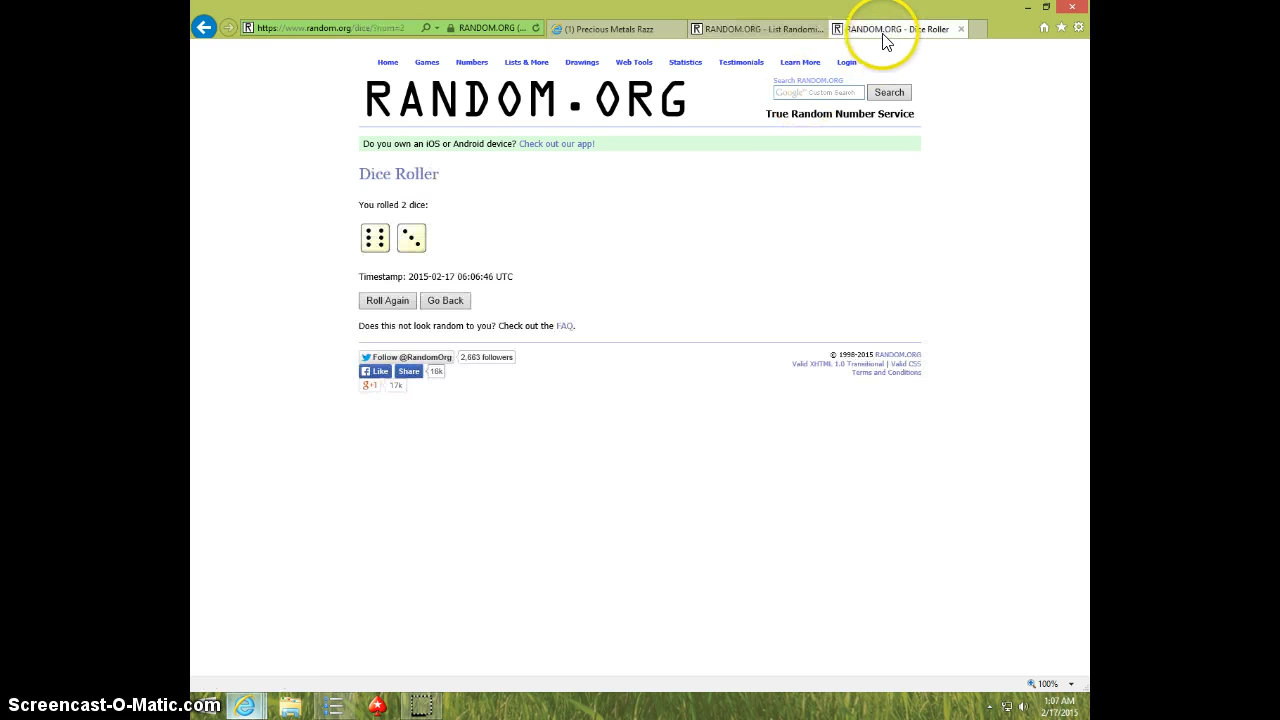 https://www.random.org/dice/?num=2
RANDOM.ORG (...
(1) Precious Metals Razz
RANDOM.ORG - List Randomi...
RANDOM.ORG - Dice Roller
Home Games Numbers Lists & More Drawings Web Tools Statistics Testimonials Learn More Login
RANDOM.ORG
Search RANDOM.ORG
Google Custom Search
Search
True Random Number Service
Do you own an iOS or Android device? Check out our app!
Dice Roller
You rolled 2 dice:
Timestamp: 2015-02-17 06:06:46 UTC
Roll Again Go Back
Does this not look random to you? Check out the FAQ.
Follow @RandomOrg 2,663 followers
Like Share 16k
g+1 17k
© 1998-2015 RANDOM.ORG
Valid XHTML 1.0 Transitional | Valid CSS
Terms and Conditions
100%
1:07 AM
2/17/2015
Screencast-O-Matic.com